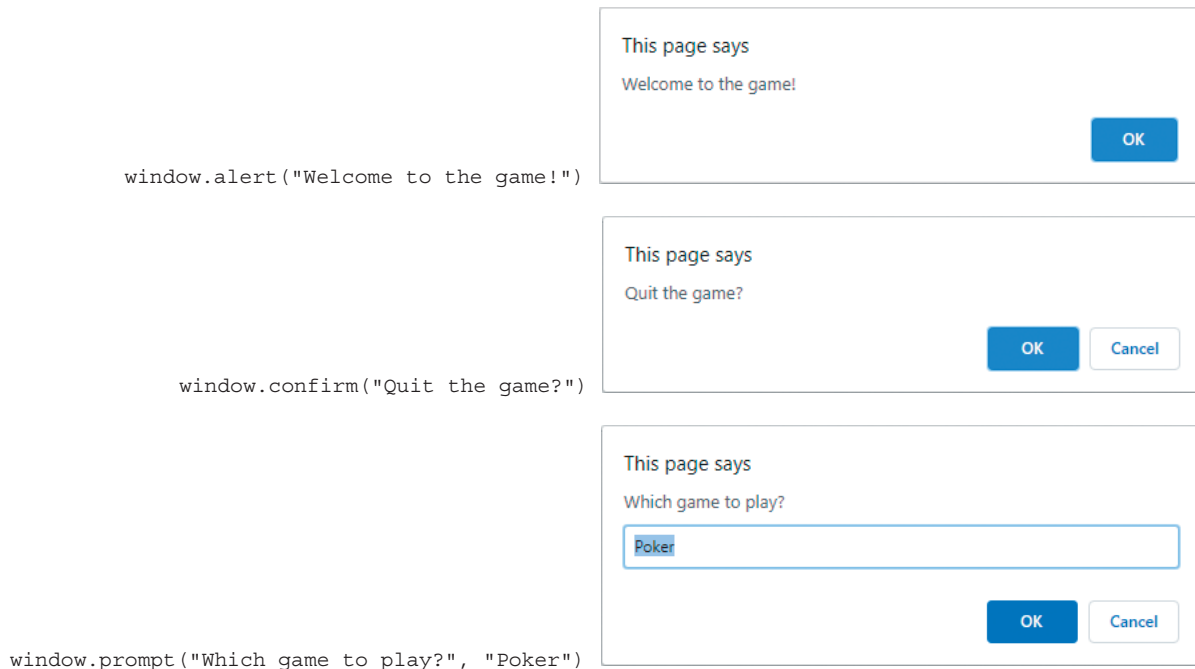 This page says
Welcome to the game!
OK
window.alert("Welcome to the game!")
This page says
Quit the game?
OK Cancel
window.confirm("Quit the game?")
This page says
Which game to play?
Poker
OK Cancel
window.prompt("Which game to play?", "Poker")